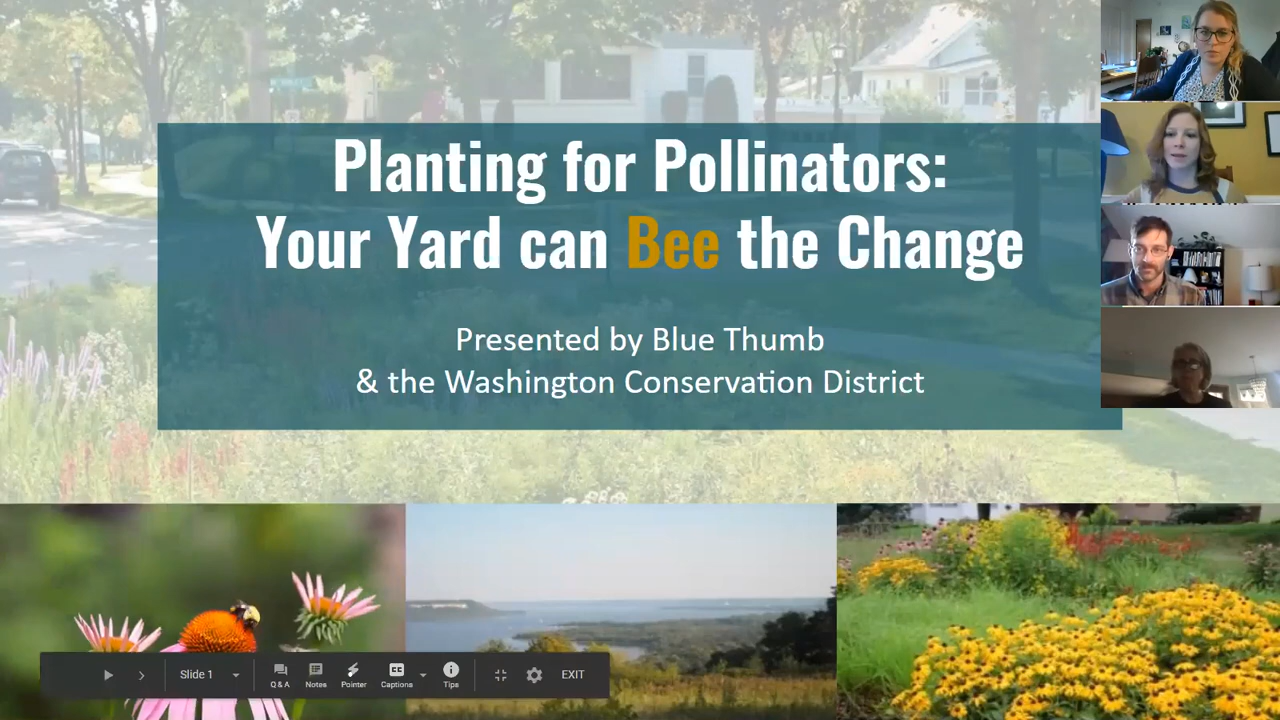 Planting for Pollinators:
Your Yard can Bee the Change
Presented by Blue Thumb
& the Washington Conservation District
Slide 1
Q & A
Notes
Pointer
Captions
Tips
EXIT